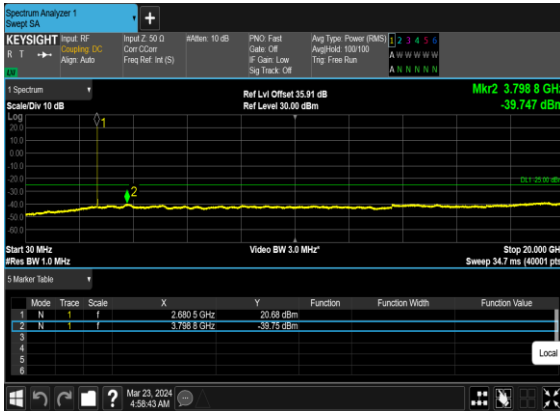 Spectrum Analyzer 1
Swept SA
+
KEYSIGHT
R T
LXI
Input: RF
Coupling: DC
Align: Auto
Input Z: 50 Ω
Corr CCorr
Freq Ref: Int (S)
#Atten: 10 dB
PNO: Fast
Gate: Off
IF Gain: Low
Sig Track: Off
Avg Type: Power (RMS)
Avg|Hold: 100/100
Trig: Free Run
1 2 3 4 5 6
A W W W W W
A N N N N N
1 Spectrum
Scale/Div 10 dB
Ref Lvl Offset 35.91 dB
Ref Level 30.00 dBm
Mkr2 3.798 8 GHz
-39.747 dBm
Log
20.0
10.0
0.00
-10.0
-20.0
-30.0
-40.0
-50.0
-60.0
1
2
DL1 -25.00 dBm
Start 30 MHz
#Res BW 1.0 MHz
Video BW 3.0 MHz*
Stop 20.000 GHz
Sweep 34.7 ms (40001 pts)
5 Marker Table
Mode Trace Scale X Y Function Function Width Function Value
1 N 1 f 2.680 5 GHz 20.68 dBm
2 N 1 f 3.798 8 GHz -39.75 dBm
3
4
5
6
Local
?
Mar 23, 2024
4:58:43 AM